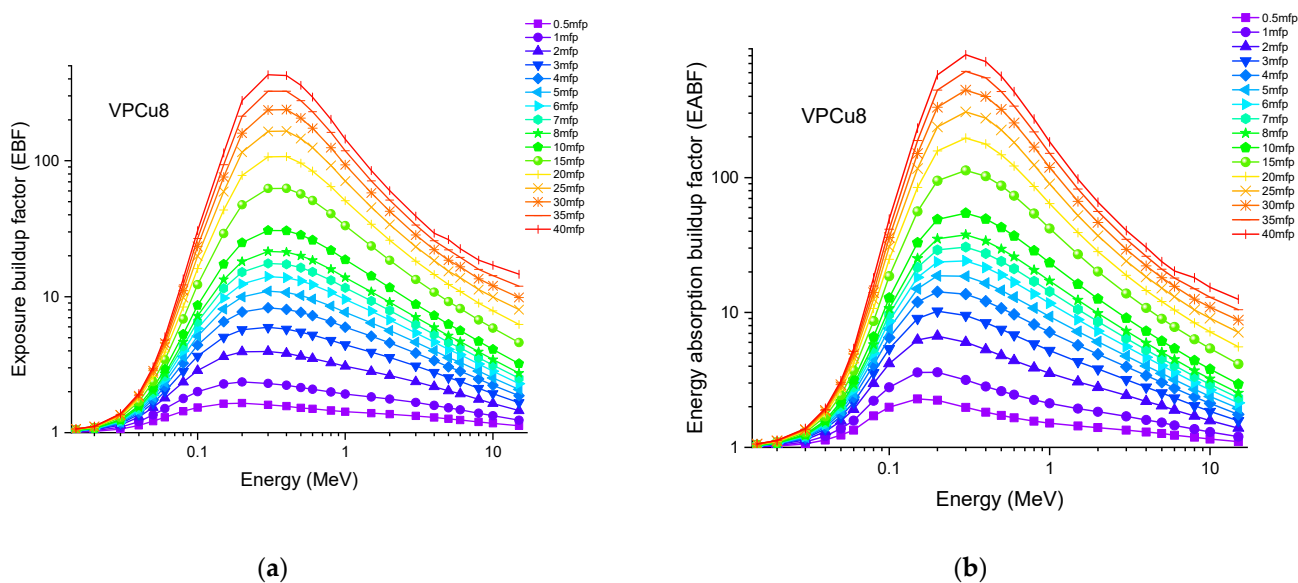 VPCu8
Exposure buildup factor (EBF)
100
10
1
0.1
1
10
Energy (MeV)
0.5mfp
1mfp
2mfp
3mfp
4mfp
5mfp
6mfp
7mfp
8mfp
10mfp
15mfp
20mfp
25mfp
30mfp
35mfp
40mfp
(a)
VPCu8
Energy absorption buildup factor (EABF)
100
10
1
0.1
1
10
Energy (MeV)
0.5mfp
1mfp
2mfp
3mfp
4mfp
5mfp
6mfp
7mfp
8mfp
10mfp
15mfp
20mfp
25mfp
30mfp
35mfp
40mfp
(b)